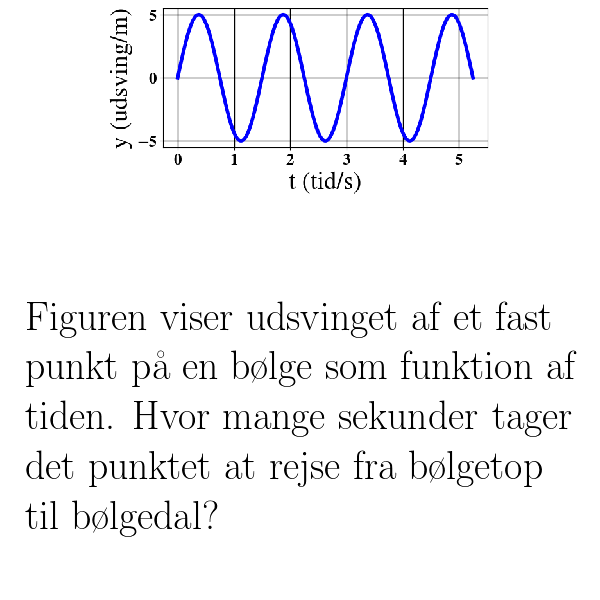 5
0
−5
y (udsving/m)
0 1 2 3 4 5
t (tid/s)
Figuren viser udsvinget af et fast
punkt på en bølge som funktion af
tiden. Hvor mange sekunder tager
det punktet at rejse fra bølgetop
til bølgedal?